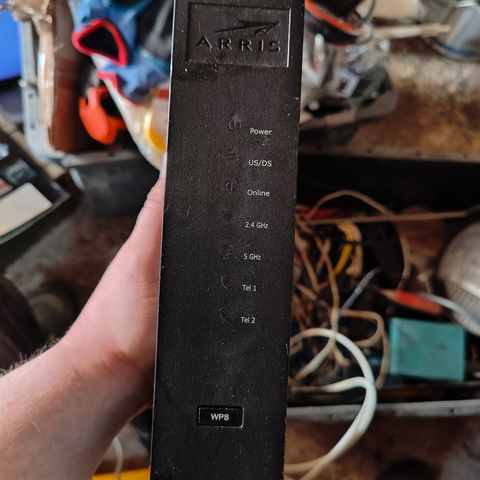 ARRIS
Power
US/DS
Online
2.4 GHz
5 GHz
Tel 1
Tel 2
WPS